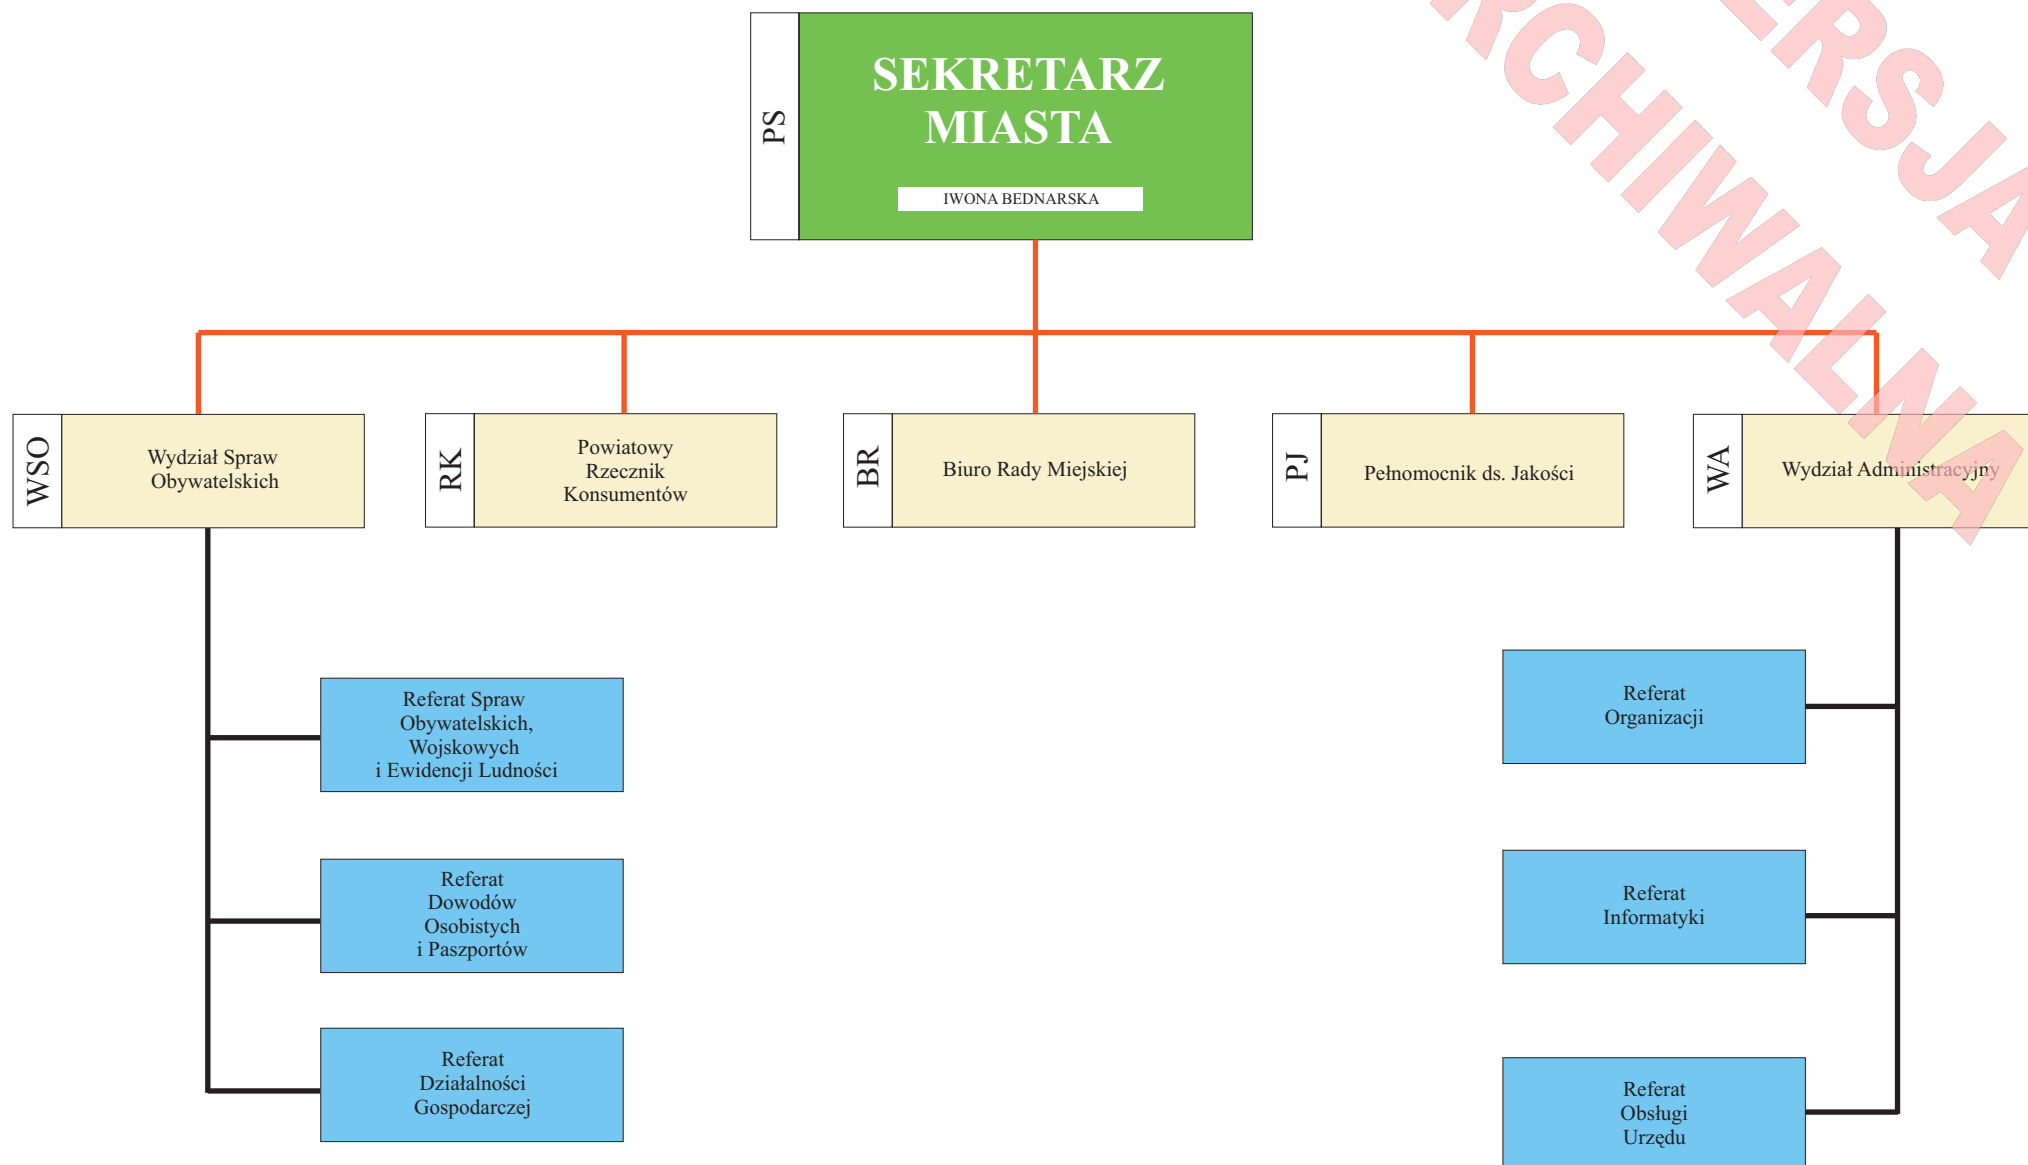 PS
SEKRETARZ
MIASTA
IWONA BEDNARSKA
WSO
Wydział Spraw
Obywatelskich
RK
Powiatowy
Rzecznik
Konsumentów
BR
Biuro Rady Miejskiej
PJ
Pełnomocnik ds. Jakości
WA
Wydział Administracyjny
Referat Spraw
Obywatelskich,
Wojskowych
i Ewidencji Ludności
Referat
Dowodów
Osobistych
i Paszportów
Referat
Działalności
Gospodarczej
Referat
Organizacji
Referat
Informatyki
Referat
Obsługi
Urzędu
ERSJA
RCHIWALNA